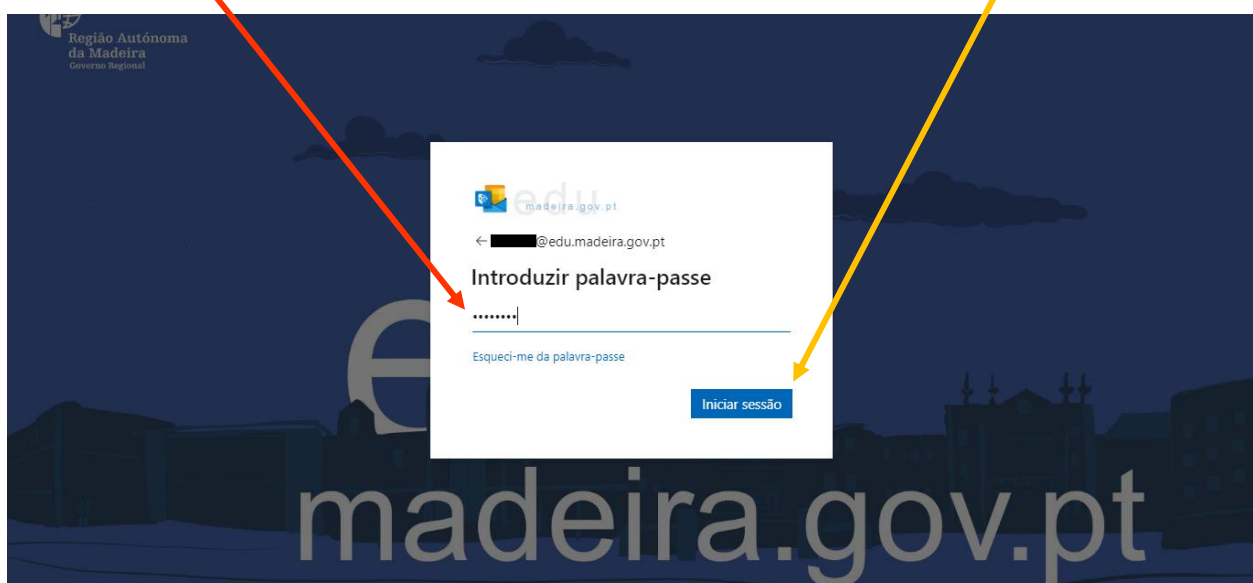 Região Autónoma
da Madeira
Governo Regional
edu
madeira.gov.pt
@edu.madeira.gov.pt
Introduzir palavra-passe
Esqueci-me da palavra-passe
Iniciar sessão
e
madeira.gov.pt